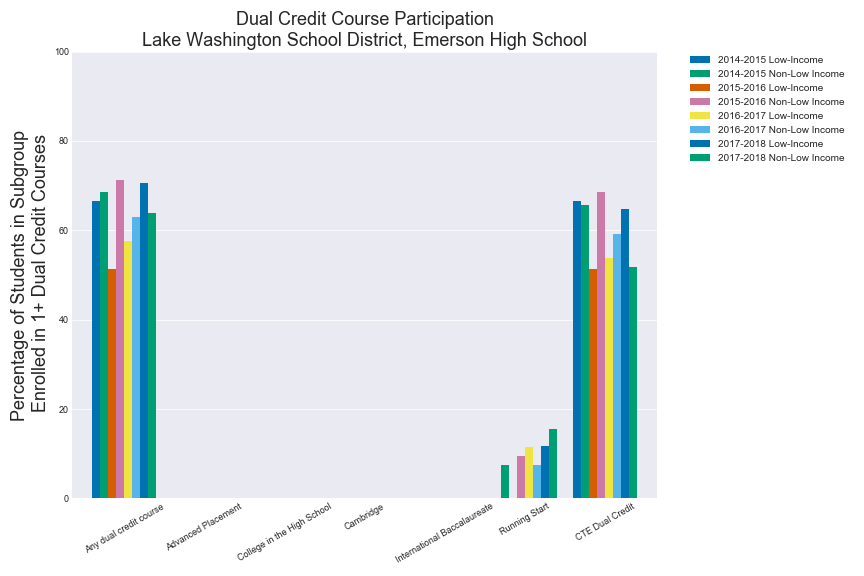 Dual Credit Course Participation
Lake Washington School District, Emerson High School
Percentage of Students in Subgroup
Enrolled in 1+ Dual Credit Courses
100
80
60
40
20
0
Any dual credit course
Advanced Placement
College in the High School
Cambridge
International Baccalaureate
Running Start
CTE Dual Credit
2014-2015 Low-Income
2014-2015 Non-Low Income
2015-2016 Low-Income
2015-2016 Non-Low Income
2016-2017 Low-Income
2016-2017 Non-Low Income
2017-2018 Low-Income
2017-2018 Non-Low Income